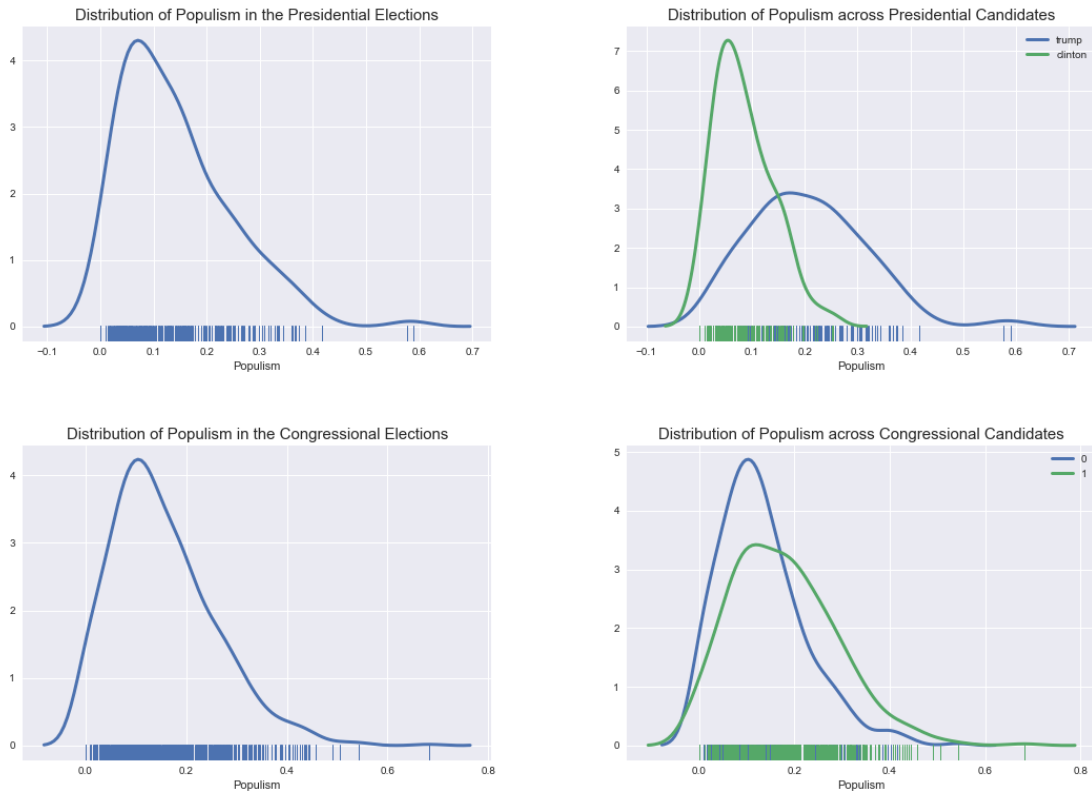 Distribution of Populism in the Presidential Elections
4
3
2
1
0
−0.1 0.0 0.1 0.2 0.3 0.4 0.5 0.6 0.7
Populism
Distribution of Populism across Presidential Candidates
trump
clinton
7
6
5
4
3
2
1
0
−0.1 0.0 0.1 0.2 0.3 0.4 0.5 0.6 0.7
Populism
Distribution of Populism in the Congressional Elections
4
3
2
1
0
0.0 0.2 0.4 0.6 0.8
Populism
Distribution of Populism across Congressional Candidates
0
1
5
4
3
2
1
0
0.0 0.2 0.4 0.6 0.8
Populism